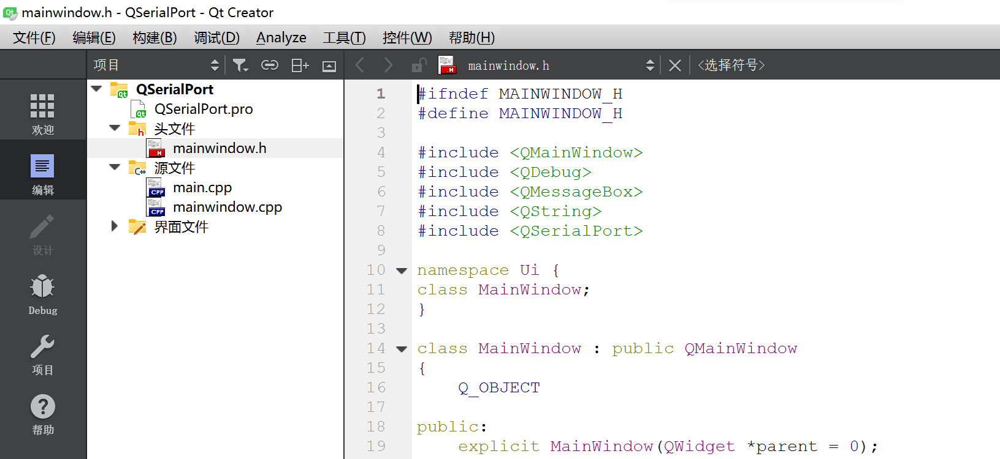 mainwindow.h - QSerialPort - Qt Creator
文件(F) 编辑(E) 构建(B) 调试(D) Analyze 工具(T) 控件(W) 帮助(H)
项目 mainwindow.h <选择符号>
欢迎
编辑
设计
Debug
项目
帮助
QSerialPort
QSerialPort.pro
头文件
mainwindow.h
源文件
main.cpp
mainwindow.cpp
界面文件
1 #ifndef MAINWINDOW_H
2 #define MAINWINDOW_H
3
4 #include <QMainWindow>
5 #include <QDebug>
6 #include <QMessageBox>
7 #include <QString>
8 #include <QSerialPort>
9
10 namespace Ui {
11 class MainWindow;
12 }
13
14 class MainWindow : public QMainWindow
15 {
16 Q_OBJECT
17
18 public:
19 explicit MainWindow(QWidget *parent = 0);